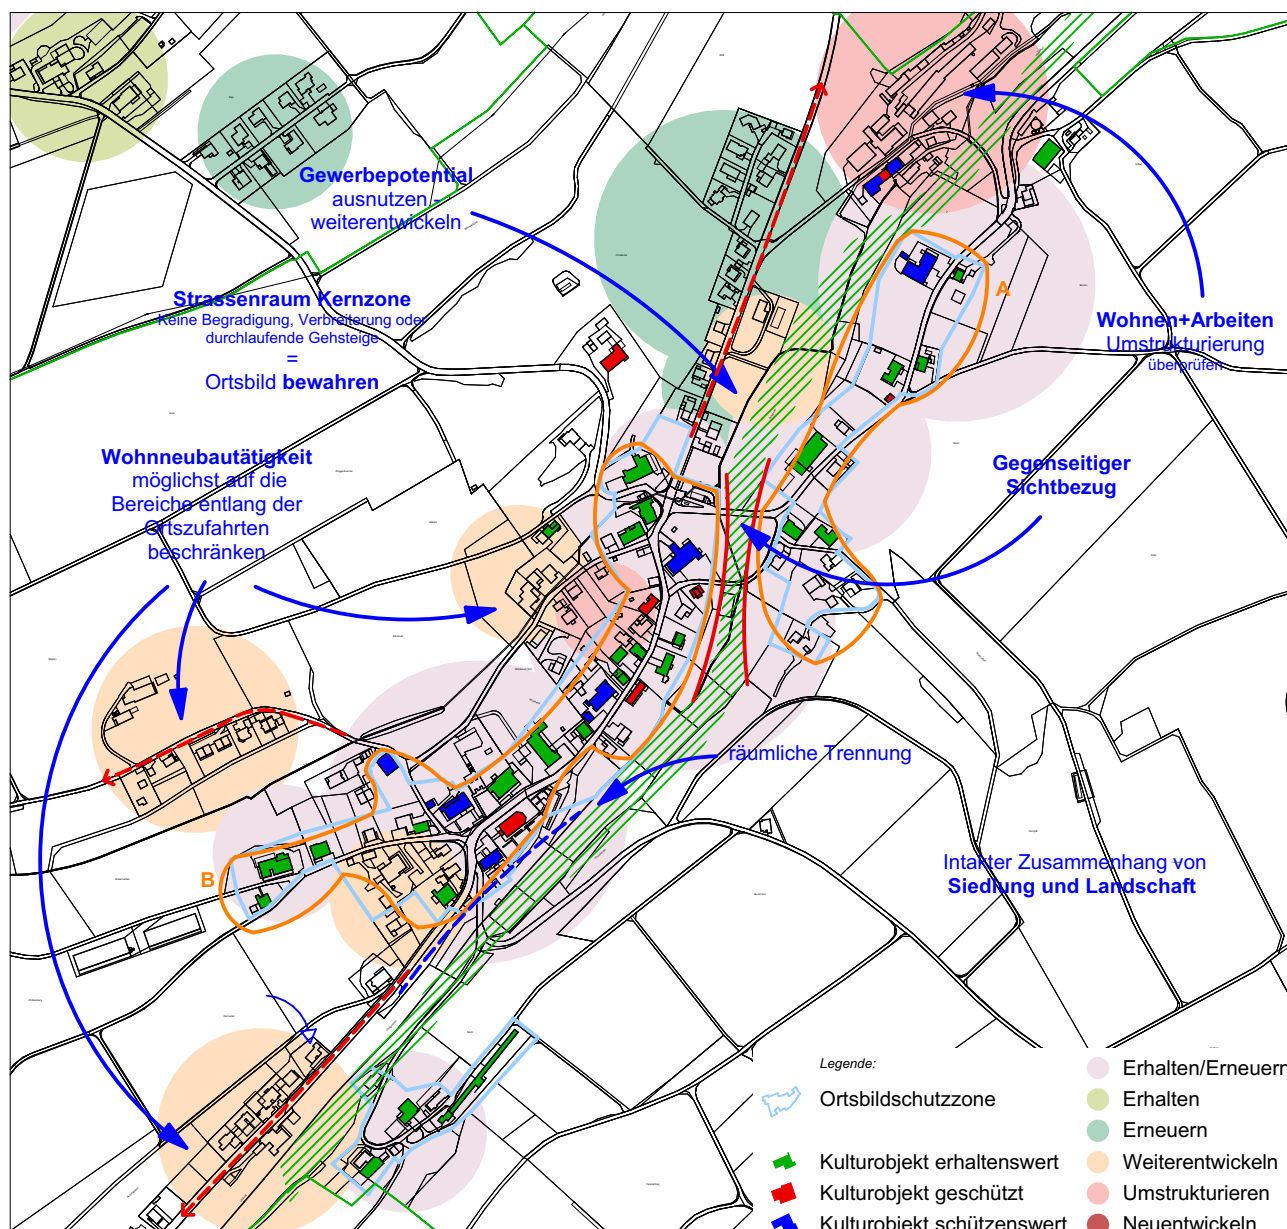 Gewerbepotential
ausnutzen -
weiterentwickeln
Strassenraum Kernzone
Keine Begradigung, Verbreiterung oder
durchlaufende Gehsteige
=
Ortsbild bewahren
Wohnneubautätigkeit
möglichst auf die
Bereiche entlang der
Ortszufahrten
beschränken
A
Wohnen+Arbeiten
Umstrukturierung
überprüfen
Gegenseitiger
Sichtbezug
räumliche Trennung
B
Intakter Zusammenhang von
Siedlung und Landschaft
Legende:
Ortsbildschutzzone
Kulturobjekt erhaltenswert
Kulturobjekt geschützt
Kulturobjekt schützenswert
Erhalten/Erneuern
Erhalten
Erneuern
Weiterentwickeln
Umstrukturieren
Neuentwickeln